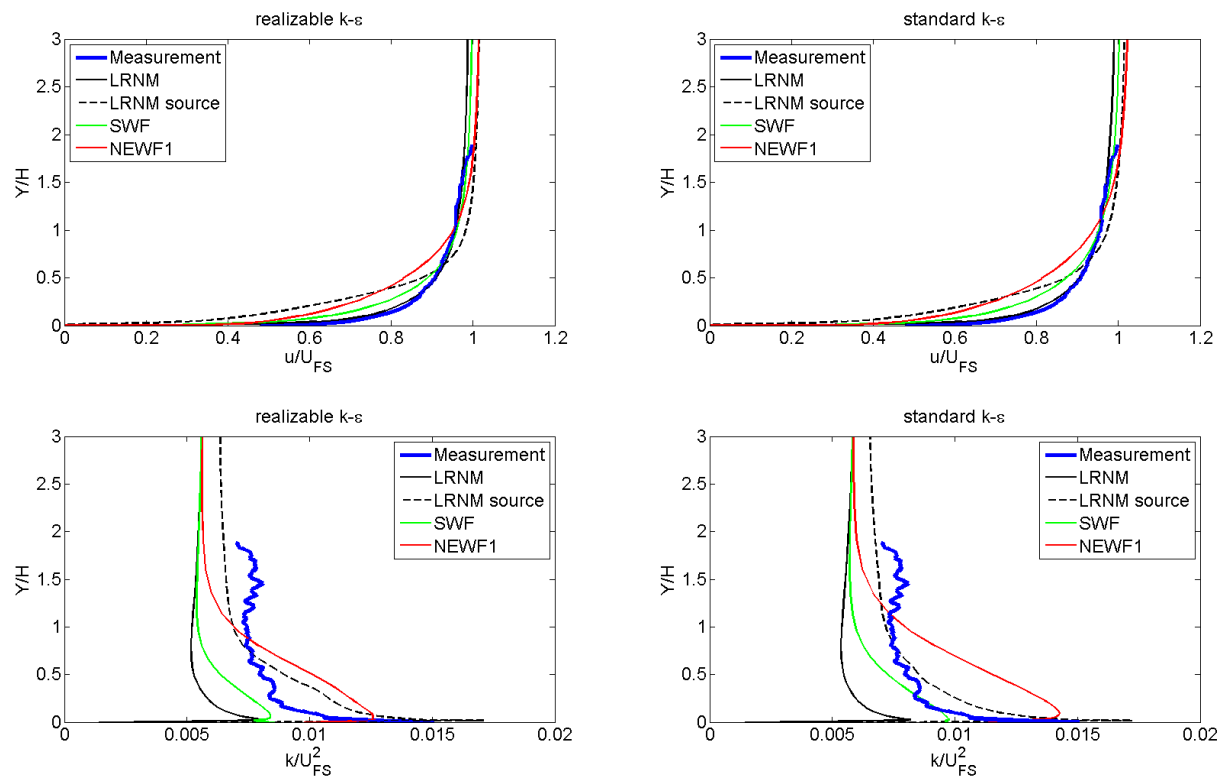 realizable k-ε
3
2.5
2
1.5
1
0.5
0
Y/H
Measurement
LRNM
LRNM source
SWF
NEWF1
0 0.2 0.4 0.6 0.8 1 1.2
u/U_FS
standard k-ε
3
2.5
2
1.5
1
0.5
0
Y/H
Measurement
LRNM
LRNM source
SWF
NEWF1
0 0.2 0.4 0.6 0.8 1 1.2
u/U_FS
realizable k-ε
3
2.5
2
1.5
1
0.5
0
Y/H
Measurement
LRNM
LRNM source
SWF
NEWF1
0 0.005 0.01 0.015 0.02
k/U²_FS
standard k-ε
3
2.5
2
1.5
1
0.5
0
Y/H
Measurement
LRNM
LRNM source
SWF
NEWF1
0 0.005 0.01 0.015 0.02
k/U²_FS